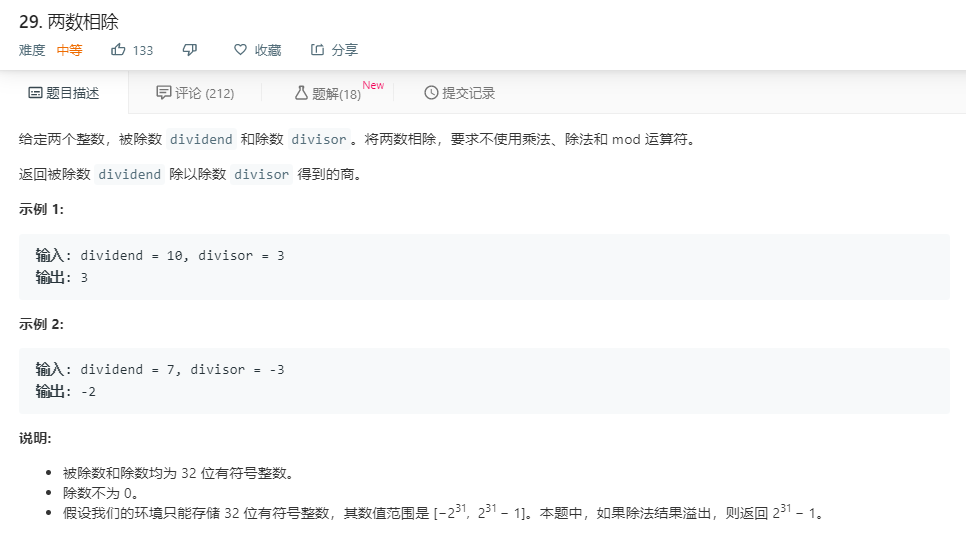 29. 两数相除
难度 中等 133 收藏 分享
题目描述 评论 (212) 题解(18) New 提交记录
给定两个整数，被除数 dividend 和除数 divisor。将两数相除，要求不使用乘法、除法和 mod 运算符。
返回被除数 dividend 除以除数 divisor 得到的商。
示例 1:
输入: dividend = 10, divisor = 3
输出: 3
示例 2:
输入: dividend = 7, divisor = -3
输出: -2
说明:
• 被除数和除数均为 32 位有符号整数。
• 除数不为 0。
• 假设我们的环境只能存储 32 位有符号整数，其数值范围是 [−2³¹, 2³¹ − 1]。本题中，如果除法结果溢出，则返回 2³¹ − 1。